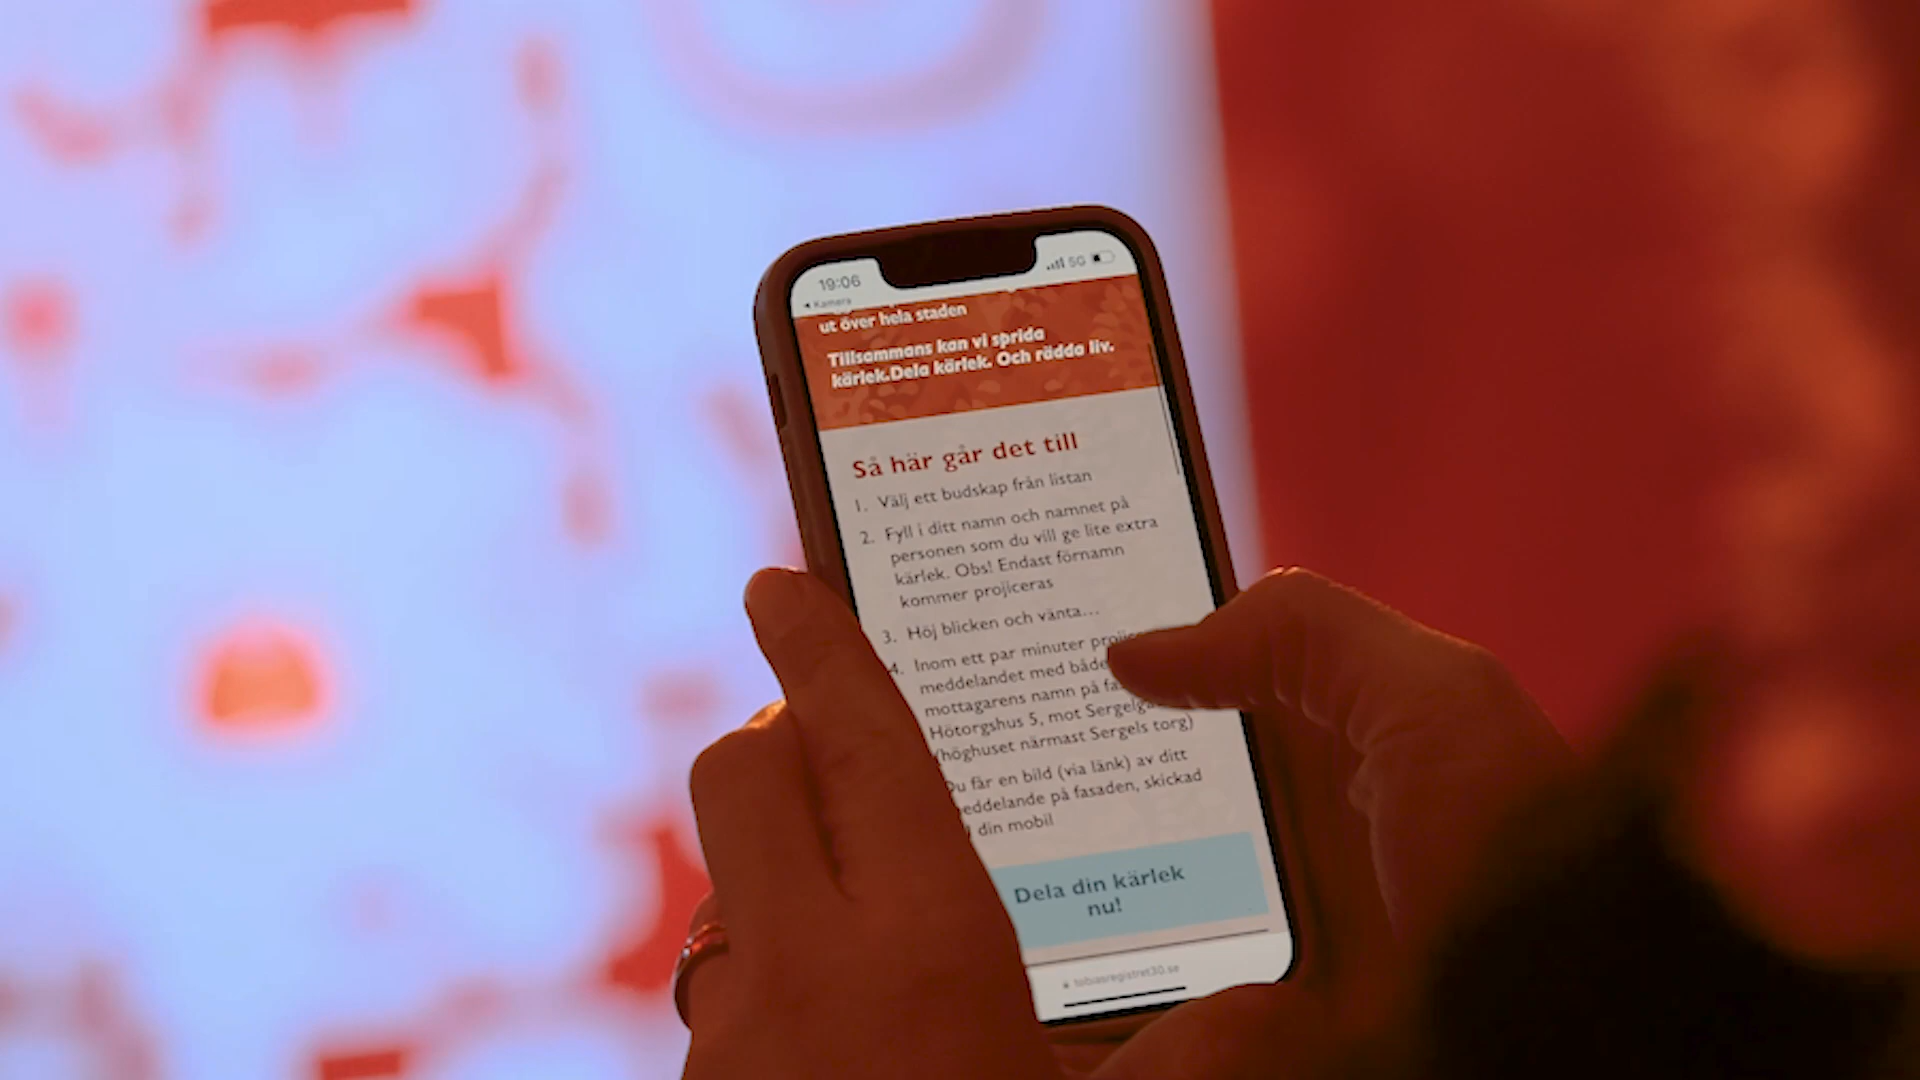 19:06
5G
◂ Kamera
ut över hela staden
Tillsammans kan vi sprida
kärlek.Dela kärlek. Och rädda liv.
Så här går det till
1. Välj ett budskap från listan
2. Fyll i ditt namn och namnet på
personen som du vill ge lite extra
kärlek. Obs! Endast förnamn
kommer projiceras
3. Höj blicken och vänta...
4. Inom ett par minuter
meddelandet med både
mottagarens namn på
Hötorgshus 5, mot
(höghuset närmast Sergels torg)
Du får en bild (via länk) av ditt
meddelande på fasaden, skickad
din mobil
Dela din kärlek
nu!
tobiasregistret30.se